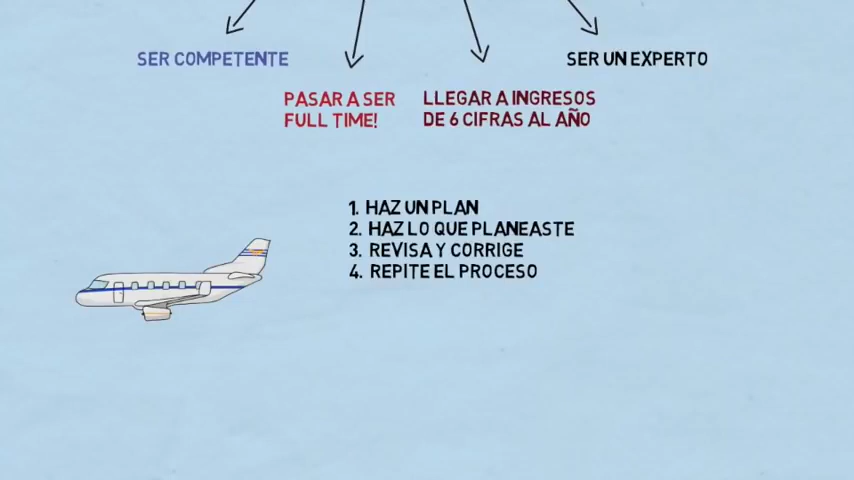 SER COMPETENTE
SER UN EXPERTO
PASAR A SER
FULL TIME!
LLEGAR A INGRESOS
DE 6 CIFRAS AL AÑO
1. HAZ UN PLAN
2. HAZ LO QUE PLANEASTE
3. REVISA Y CORRIGE
4. REPITE EL PROCESO